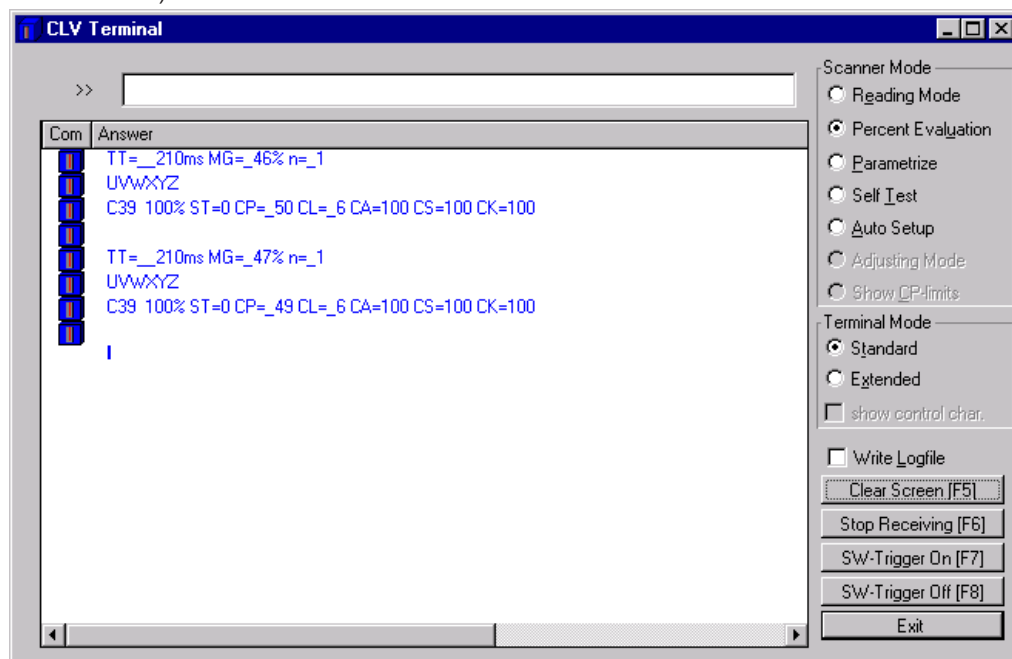 CLV Terminal
>>
Com Answer
TT=__210ms MG=_46% n=_1
UVWXYZ
C39 100% ST=0 CP=_50 CL=_6 CA=100 CS=100 CK=100
TT=__210ms MG=_47% n=_1
UVWXYZ
C39 100% ST=0 CP=_49 CL=_6 CA=100 CS=100 CK=100
Scanner Mode
Reading Mode
Percent Evaluation
Parametrize
Self Test
Auto Setup
Adjusting Mode
Show CP-limits
Terminal Mode
Standard
Extended
show control char.
Write Logfile
Clear Screen [F5]
Stop Receiving [F6]
SW-Trigger On [F7]
SW-Trigger Off [F8]
Exit